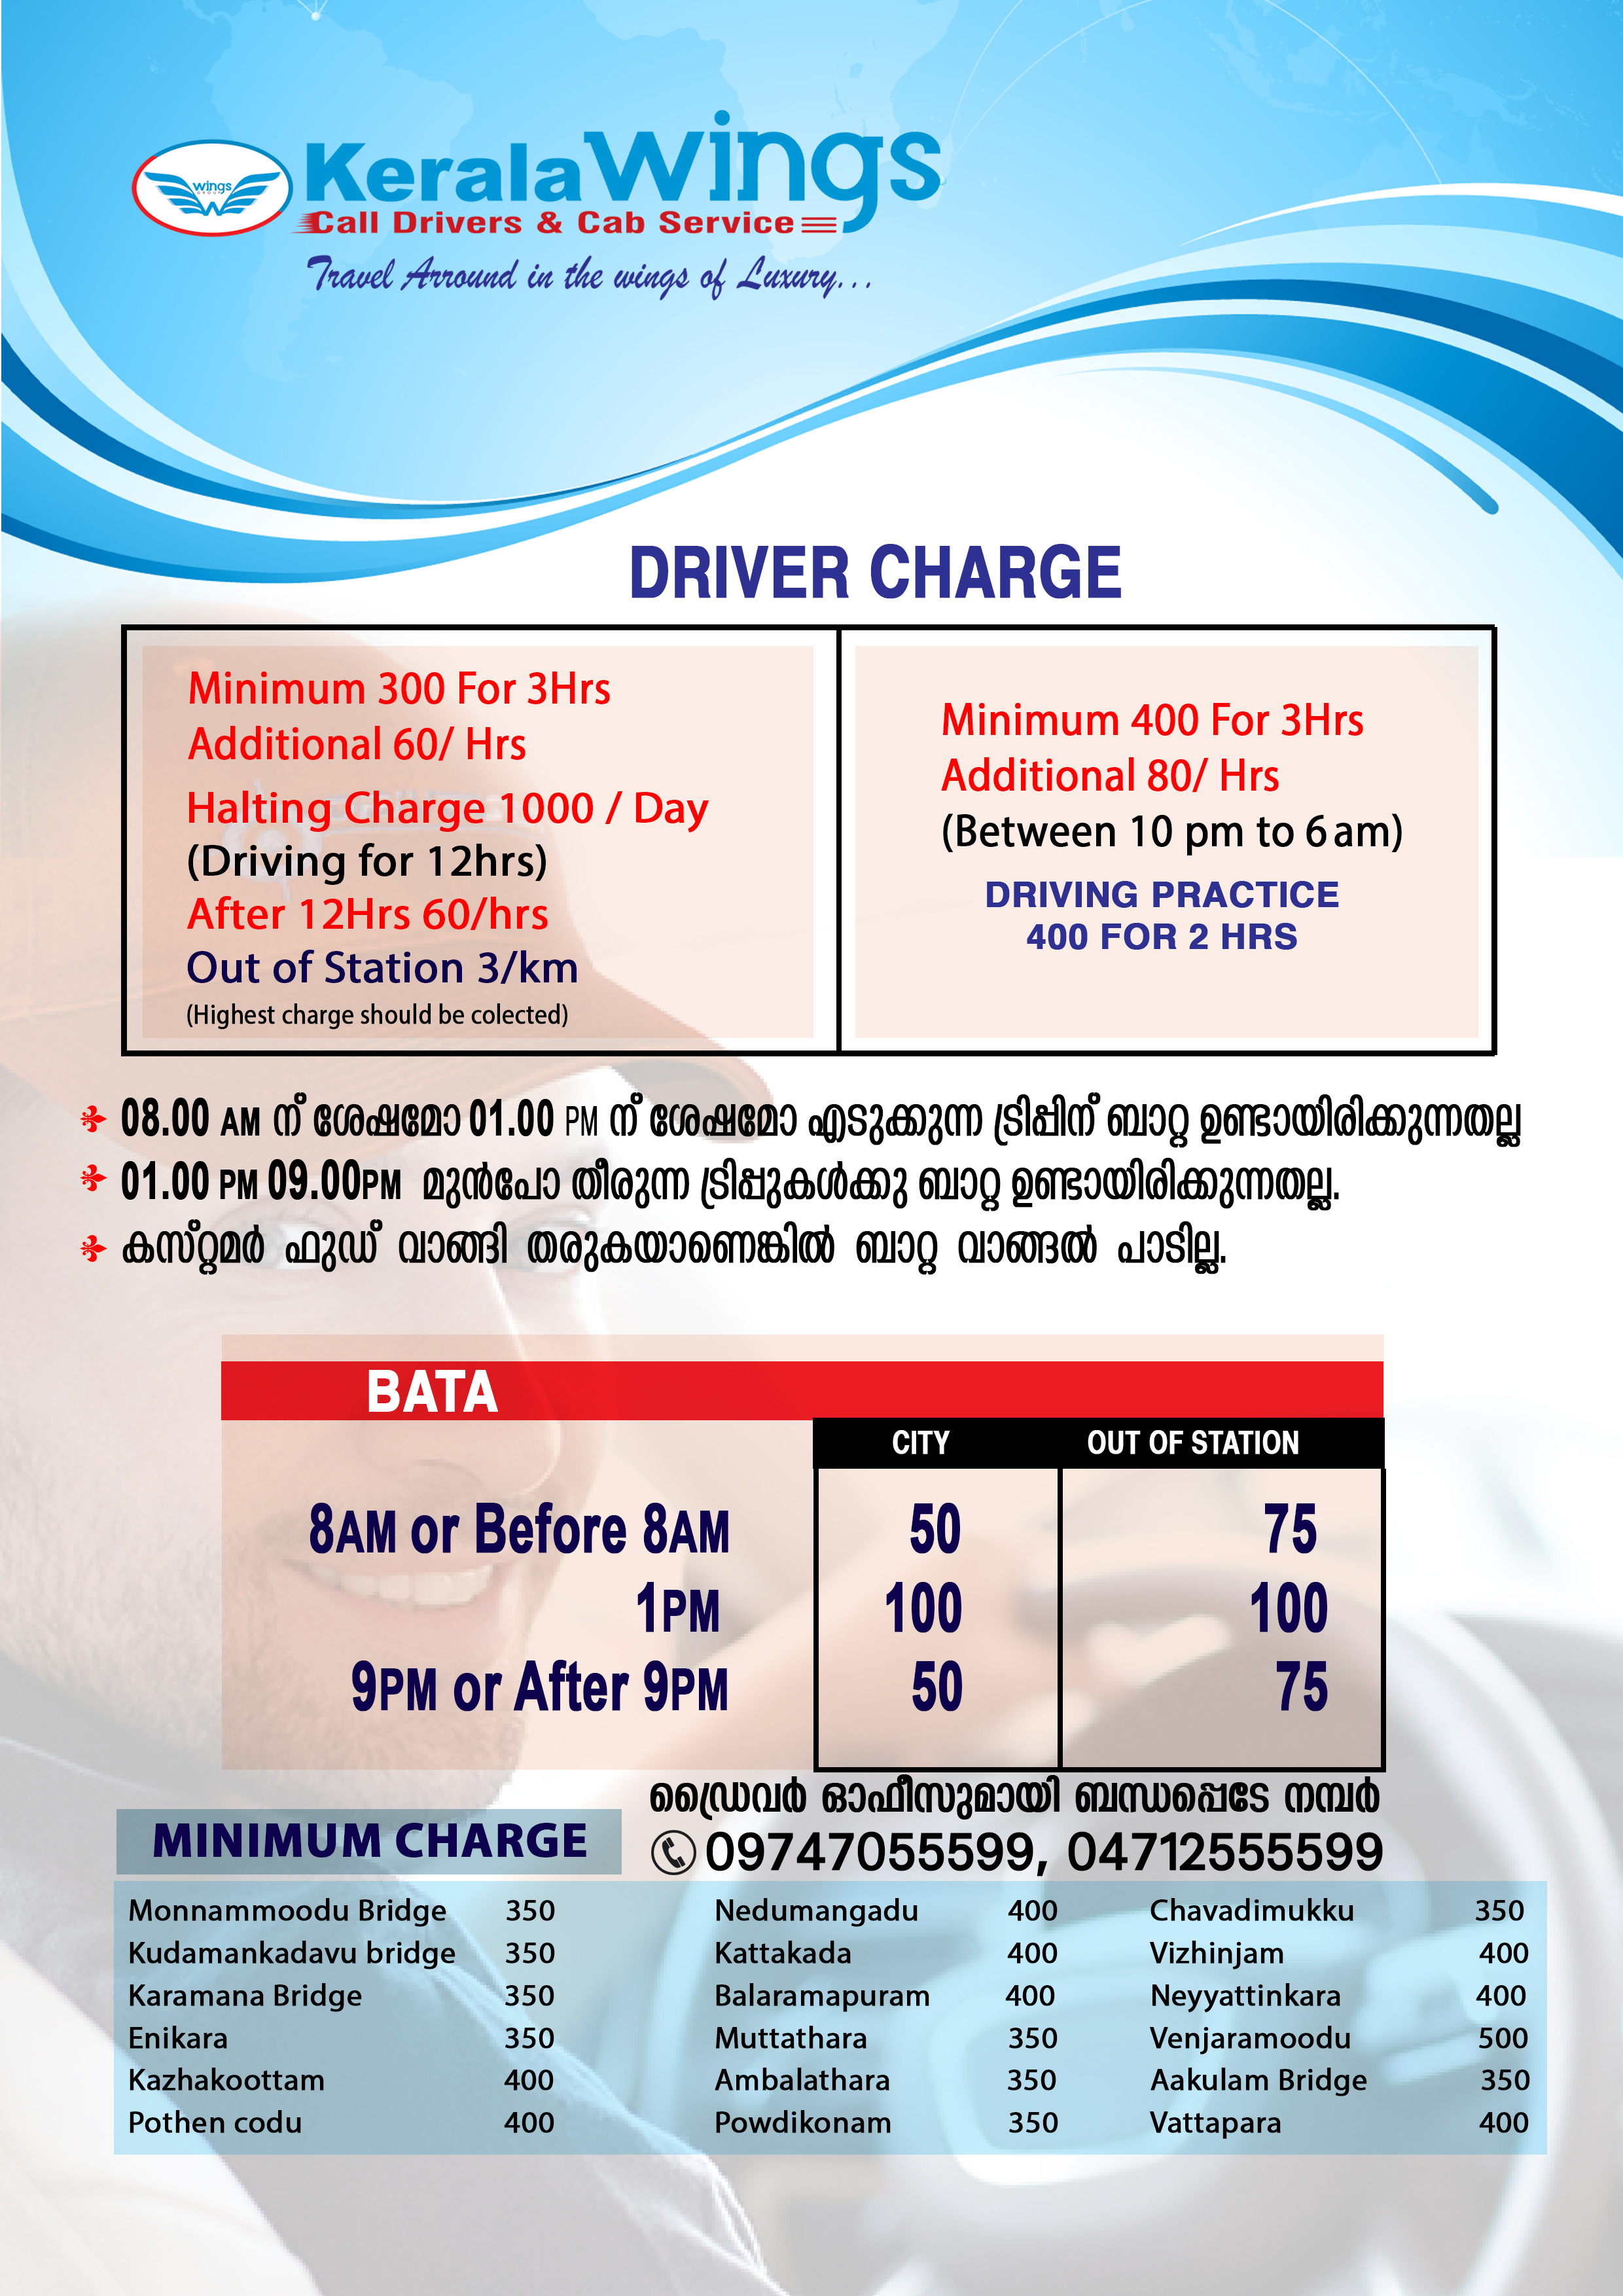 wings
GROUP
Kerala wings
Call Drivers & Cab Service
Travel Arround in the wings of Luxury...
DRIVER CHARGE
Minimum 300 For 3Hrs
Additional 60/ Hrs
Halting Charge 1000 / Day
(Driving for 12hrs)
After 12Hrs 60/hrs
Out of Station 3/km
(Highest charge should be colected)
Minimum 400 For 3Hrs
Additional 80/ Hrs
(Between 10 pm to 6 am)
DRIVING PRACTICE
400 FOR 2 HRS
08.00 AM ന് ശേഷമോ 01.00 PM ന് ശേഷമോ എടുക്കുന്ന ട്രിപ്പിന് ബാറ്റ ഉണ്ടായിരിക്കുന്നതല്ല
01.00 PM 09.00PM മുൻപോ തീരുന്ന ട്രിപ്പുകൾക്കു ബാറ്റ ഉണ്ടായിരിക്കുന്നതല്ല.
കസ്റ്റമർ ഫുഡ് വാങ്ങി തരുകയാണെങ്കിൽ ബാറ്റ വാങ്ങൽ പാടില്ല.
BATA
CITY OUT OF STATION
8AM or Before 8AM 50 75
1PM 100 100
9PM or After 9PM 50 75
ഡ്രൈവർ ഓഫീസുമായി ബന്ധപ്പെടേ നമ്പർ
09747055599, 04712555599
MINIMUM CHARGE
Monnammoodu Bridge 350 Nedumangadu 400 Chavadimukku 350
Kudamankadavu bridge 350 Kattakada 400 Vizhinjam 400
Karamana Bridge 350 Balaramapuram 400 Neyyattinkara 400
Enikara 350 Muttathara 350 Venjaramoodu 500
Kazhakoottam 400 Ambalathara 350 Aakulam Bridge 350
Pothen codu 400 Powdikonam 350 Vattapara 400